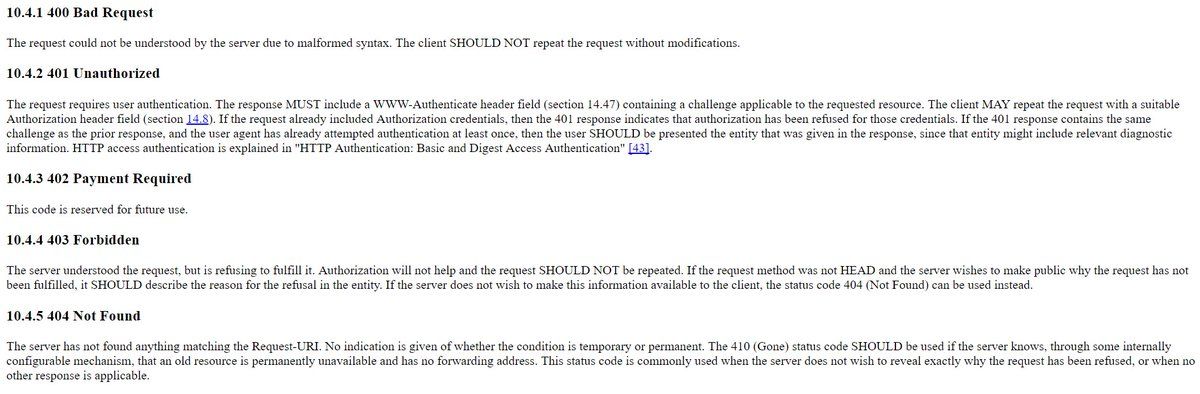 10.4.1 400 Bad Request
The request could not be understood by the server due to malformed syntax. The client SHOULD NOT repeat the request without modifications.
10.4.2 401 Unauthorized
The request requires user authentication. The response MUST include a WWW-Authenticate header field (section 14.47) containing a challenge applicable to the requested resource. The client MAY repeat the request with a suitable
Authorization header field (section 14.8). If the request already included Authorization credentials, then the 401 response indicates that authorization has been refused for those credentials. If the 401 response contains the same
challenge as the prior response, and the user agent has already attempted authentication at least once, then the user SHOULD be presented the entity that was given in the response, since that entity might include relevant diagnostic
information. HTTP access authentication is explained in "HTTP Authentication: Basic and Digest Access Authentication" [43].
10.4.3 402 Payment Required
This code is reserved for future use.
10.4.4 403 Forbidden
The server understood the request, but is refusing to fulfill it. Authorization will not help and the request SHOULD NOT be repeated. If the request method was not HEAD and the server wishes to make public why the request has not
been fulfilled, it SHOULD describe the reason for the refusal in the entity. If the server does not wish to make this information available to the client, the status code 404 (Not Found) can be used instead.
10.4.5 404 Not Found
The server has not found anything matching the Request-URI. No indication is given of whether the condition is temporary or permanent. The 410 (Gone) status code SHOULD be used if the server knows, through some internally
configurable mechanism, that an old resource is permanently unavailable and has no forwarding address. This status code is commonly used when the server does not wish to reveal exactly why the request has been refused, or when no
other response is applicable.